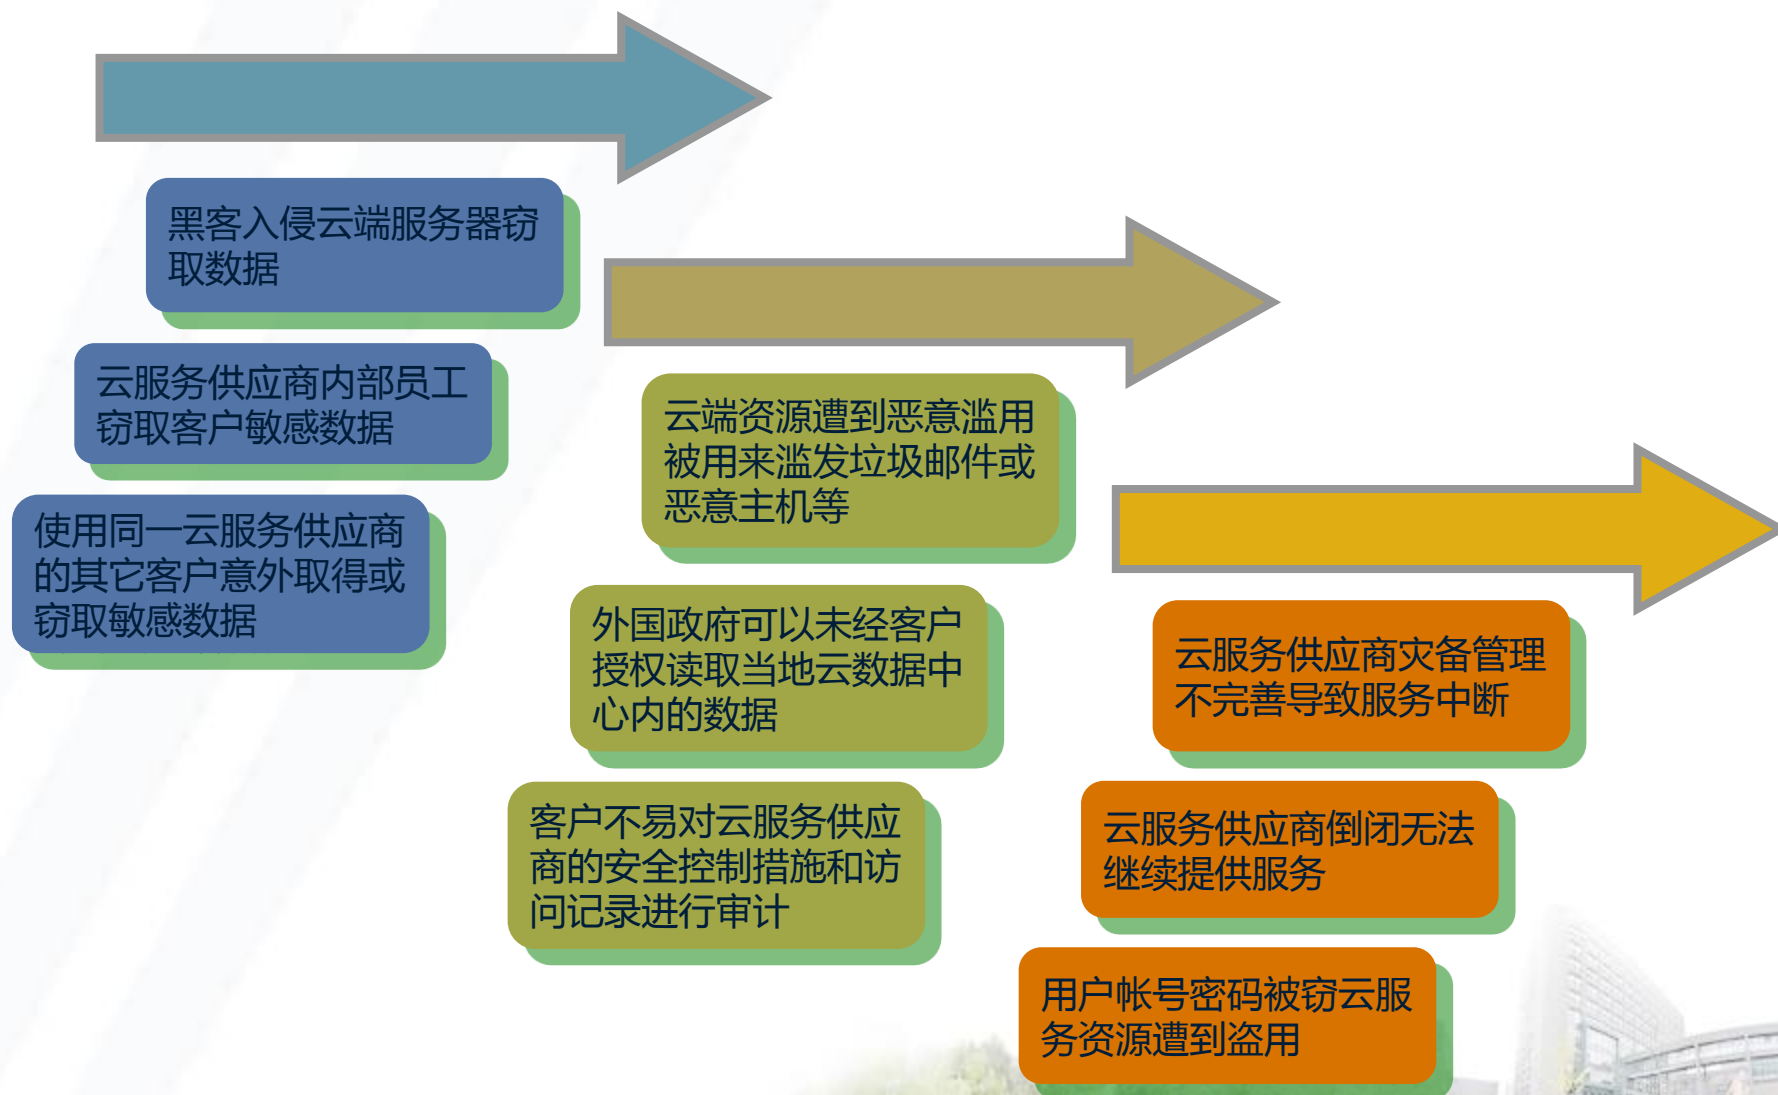 黑客入侵云端服务器窃
取数据
云服务供应商内部员工
窃取客户敏感数据
使用同一云服务供应商
的其它客户意外取得或
窃取敏感数据
云端资源遭到恶意滥用
被用来滥发垃圾邮件或
恶意主机等
外国政府可以未经客户
授权读取当地云数据中
心内的数据
客户不易对云服务供应
商的安全控制措施和访
问记录进行审计
云服务供应商灾备管理
不完善导致服务中断
云服务供应商倒闭无法
继续提供服务
用户帐号密码被窃云服
务资源遭到盗用